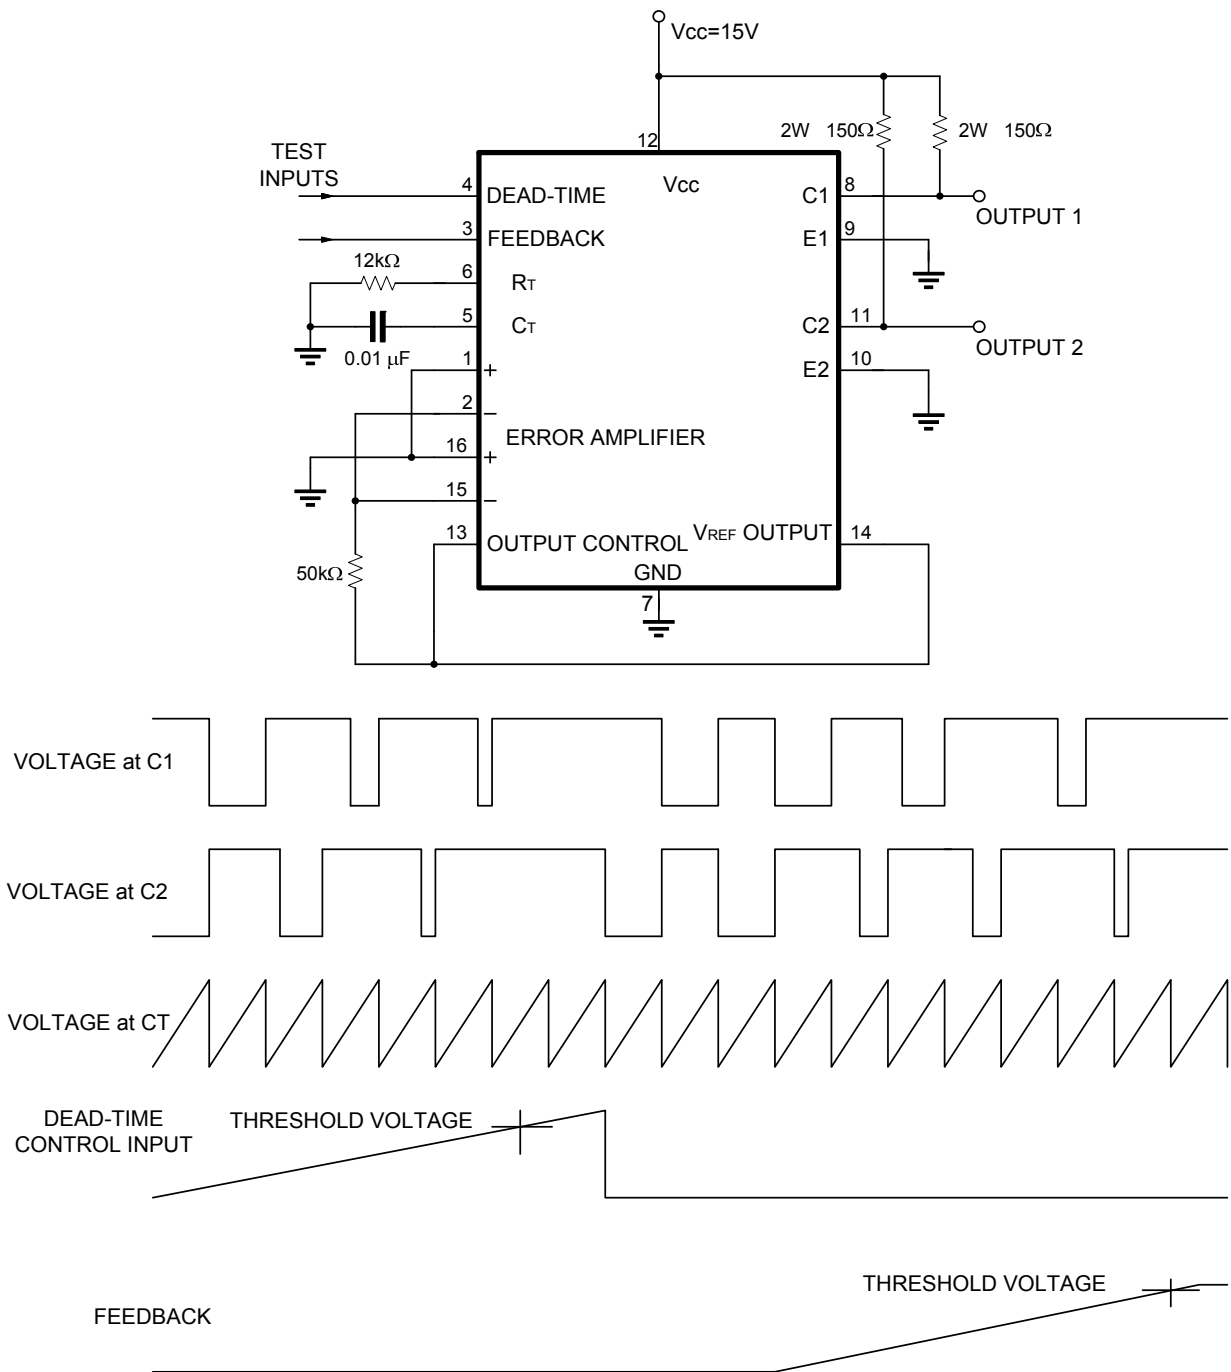 Vcc=15V
2W 150Ω 2W 150Ω
12
TEST
INPUTS
Vcc
4 DEAD-TIME C1 8
OUTPUT 1
3 FEEDBACK E1 9
12kΩ
6 RT
5 CT C2 11
OUTPUT 2
0.01 μF
1 + E2 10
2 −
ERROR AMPLIFIER
16 +
15 −
13 OUTPUT CONTROL VREF OUTPUT 14
50kΩ
GND
7
VOLTAGE at C1
VOLTAGE at C2
VOLTAGE at CT
DEAD-TIME
CONTROL INPUT
THRESHOLD VOLTAGE
THRESHOLD VOLTAGE
FEEDBACK